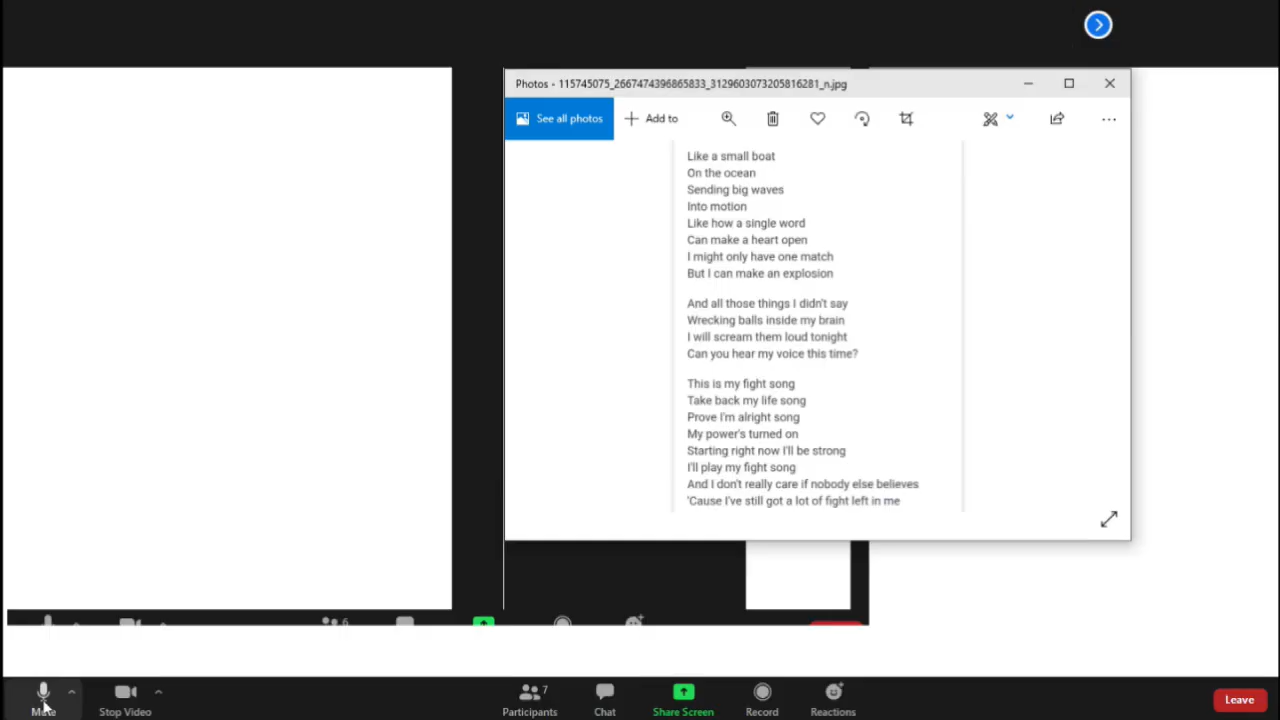 Photos - 115745075_2667474396865833_3129603073205816281_n.jpg
See all photos
Add to
Like a small boat
On the ocean
Sending big waves
Into motion
Like how a single word
Can make a heart open
I might only have one match
But I can make an explosion
And all those things I didn't say
Wrecking balls inside my brain
I will scream them loud tonight
Can you hear my voice this time?
This is my fight song
Take back my life song
Prove I'm alright song
My power's turned on
Starting right now I'll be strong
I'll play my fight song
And I don't really care if nobody else believes
'Cause I've still got a lot of fight left in me
6
Mute
Stop Video
7
Participants
Chat
Share Screen
Record
Reactions
Leave